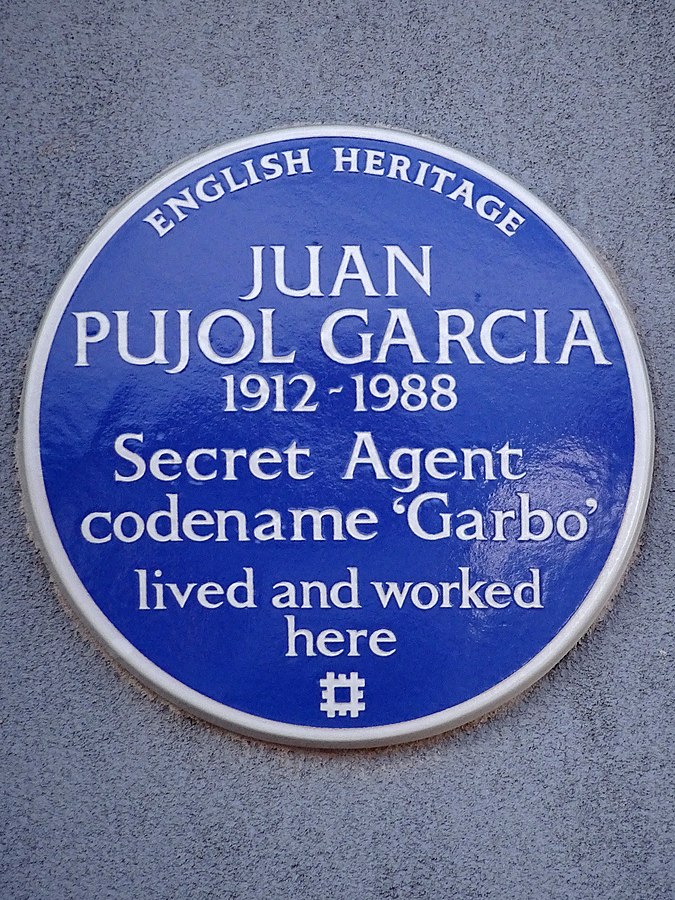 ENGLISH HERITAGE
JUAN
PUJOL GARCIA
1912-1988
Secret Agent
codename ‘Garbo’
lived and worked
here